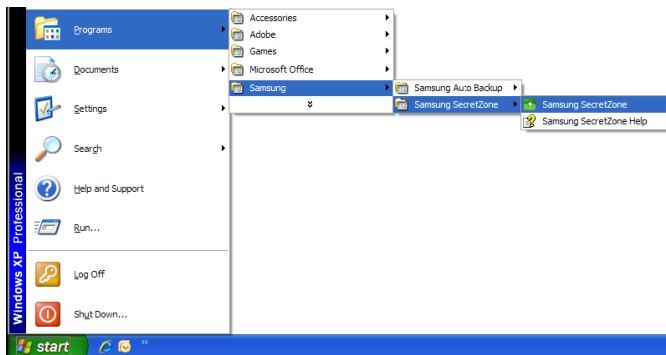 Programs
Documents
Settings
Search
Help and Support
Run...
Log Off
Shut Down...
Windows XP Professional
start
Accessories
Adobe
Games
Microsoft Office
Samsung
Samsung Auto Backup
Samsung SecretZone
Samsung SecretZone
Samsung SecretZone Help